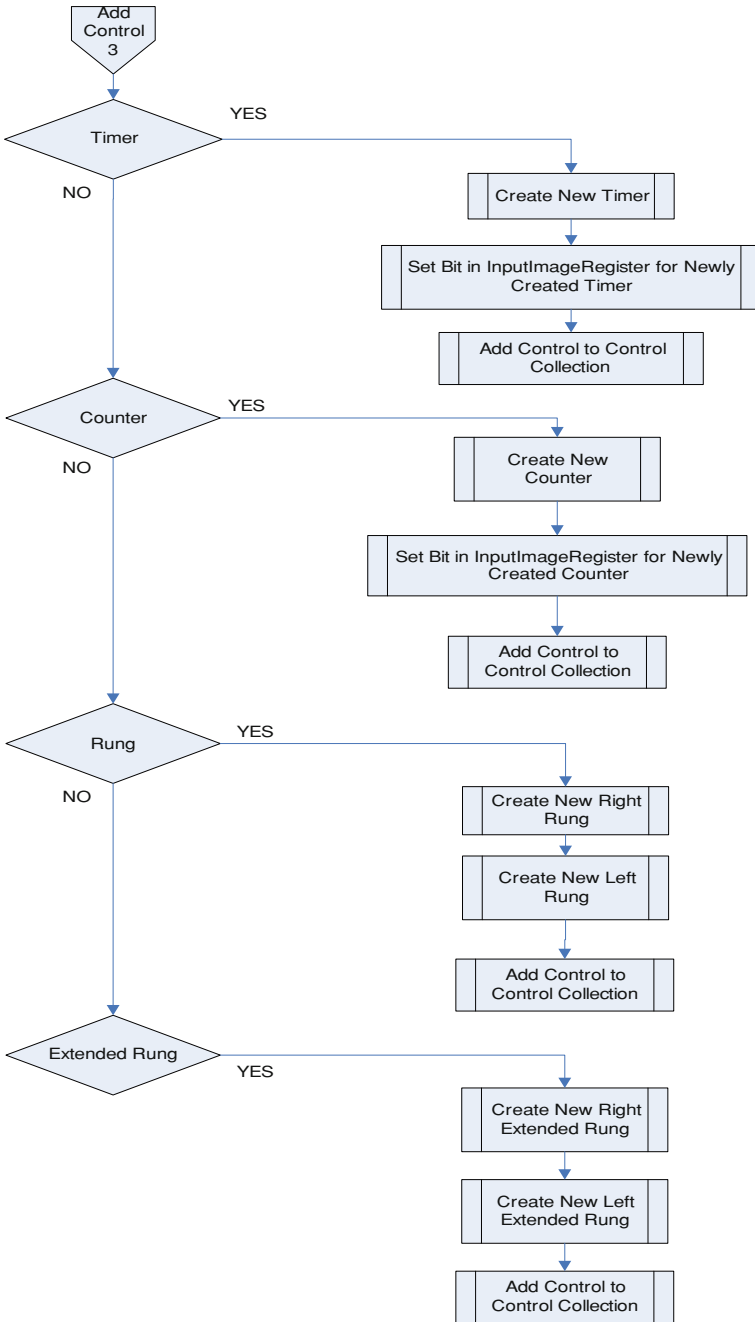 Add
Control
3
Timer
YES
NO
Create New Timer
Set Bit in InputImageRegister for Newly
Created Timer
Add Control to Control
Collection
Counter
YES
NO
Create New
Counter
Set Bit in InputImageRegister for Newly
Created Counter
Add Control to
Control Collection
Rung
YES
NO
Create New Right
Rung
Create New Left
Rung
Add Control to
Control Collection
Extended Rung
YES
Create New Right
Extended Rung
Create New Left
Extended Rung
Add Control to
Control Collection